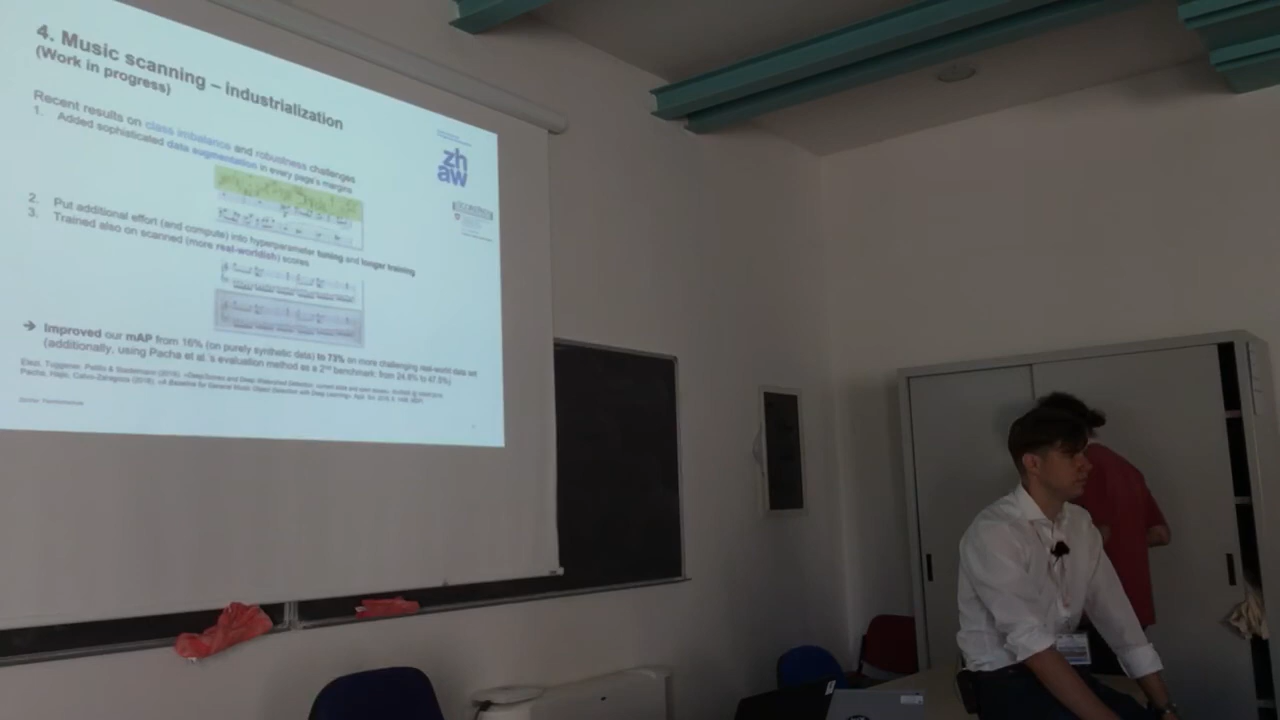 4. Music scanning – industrialization
(Work in progress)
Recent results on class imbalance and robustness challenges
1. Added sophisticated data augmentation in every page's margins
zh
aw
2. Put additional effort (and compute) into hyperparameter tuning and longer training
3. Trained also on scanned (more real-worldish) scores
➔ Improved our mAP from 16% (on purely synthetic data) to 73% on more challenging real-world data set
(additionally, using Pacha et al.'s evaluation method as a 2nd benchmark: from 24.8% to 47.5%)